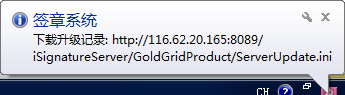 签章系统
下载升级记录: http://116.62.20.165:8089/
iSignatureServer/GoldGridProduct/ServerUpdate.ini
CH